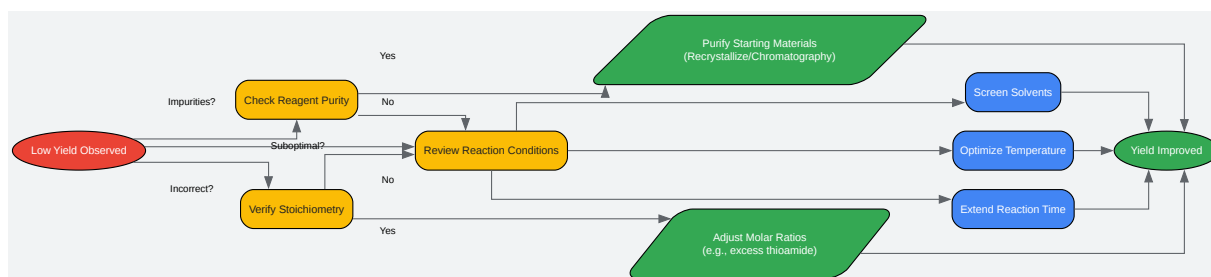 Low Yield Observed
Impurities?
Suboptimal?
Incorrect?
Check Reagent Purity
Verify Stoichiometry
Yes
No
No
Yes
Review Reaction Conditions
Purify Starting Materials
(Recrystallize/Chromatography)
Adjust Molar Ratios
(e.g., excess thioamide)
Screen Solvents
Optimize Temperature
Extend Reaction Time
Yield Improved